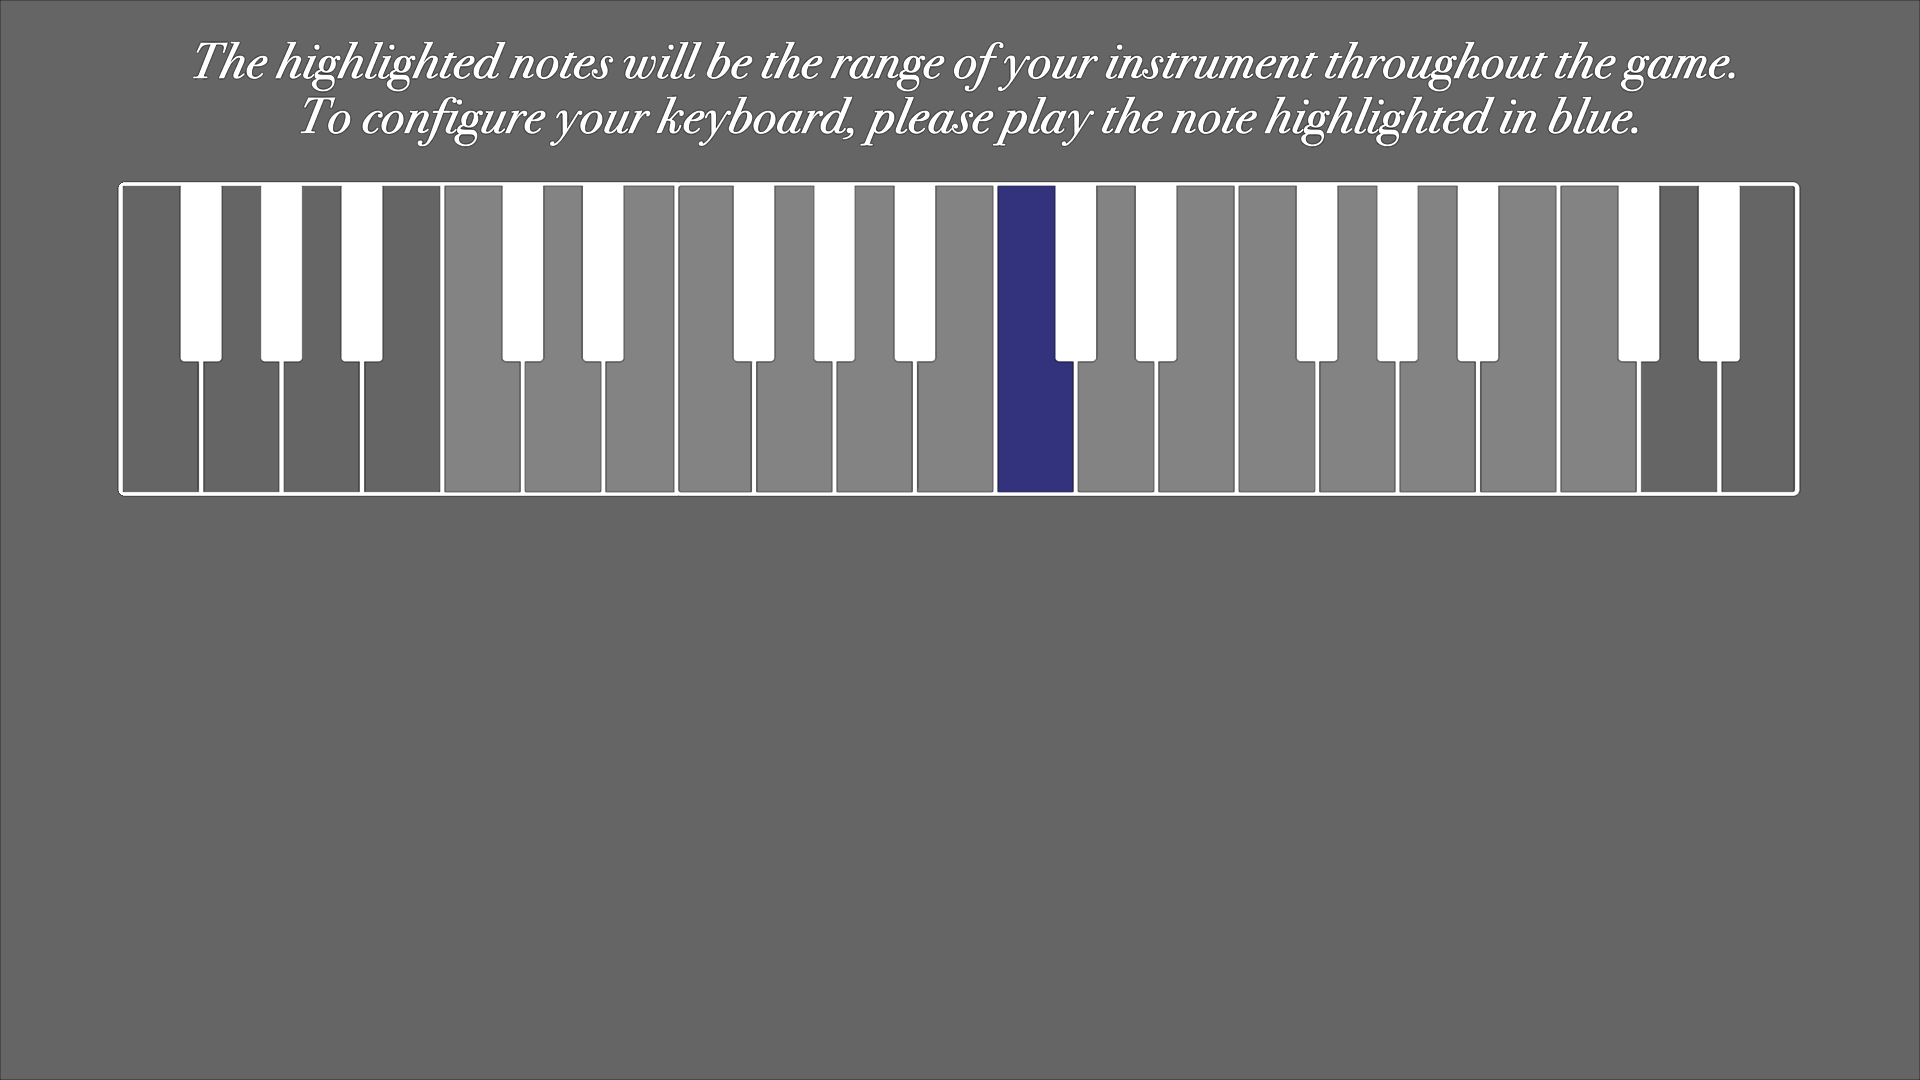 The highlighted notes will be the range of your instrument throughout the game.
To configure your keyboard, please play the note highlighted in blue.